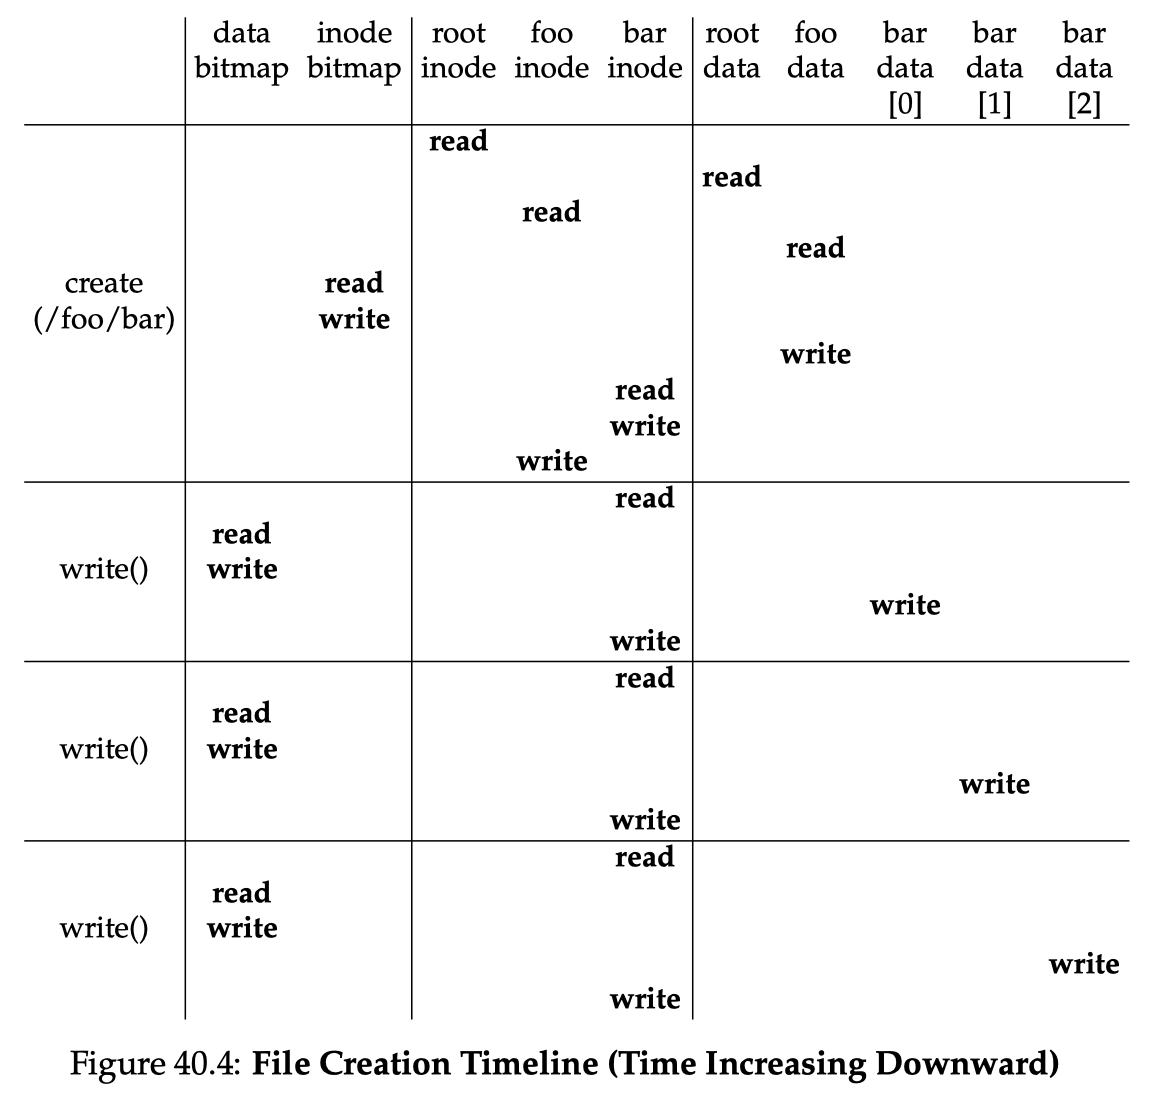 data inode root foo bar root foo bar bar bar
bitmap bitmap inode inode inode data data data data data
[0] [1] [2]
read
read
read
read
create read
(/foo/bar) write
write
read
write
write
read
read
write() write
write
write
read
read
write() write
write
write
read
read
write() write
write
write
Figure 40.4: File Creation Timeline (Time Increasing Downward)